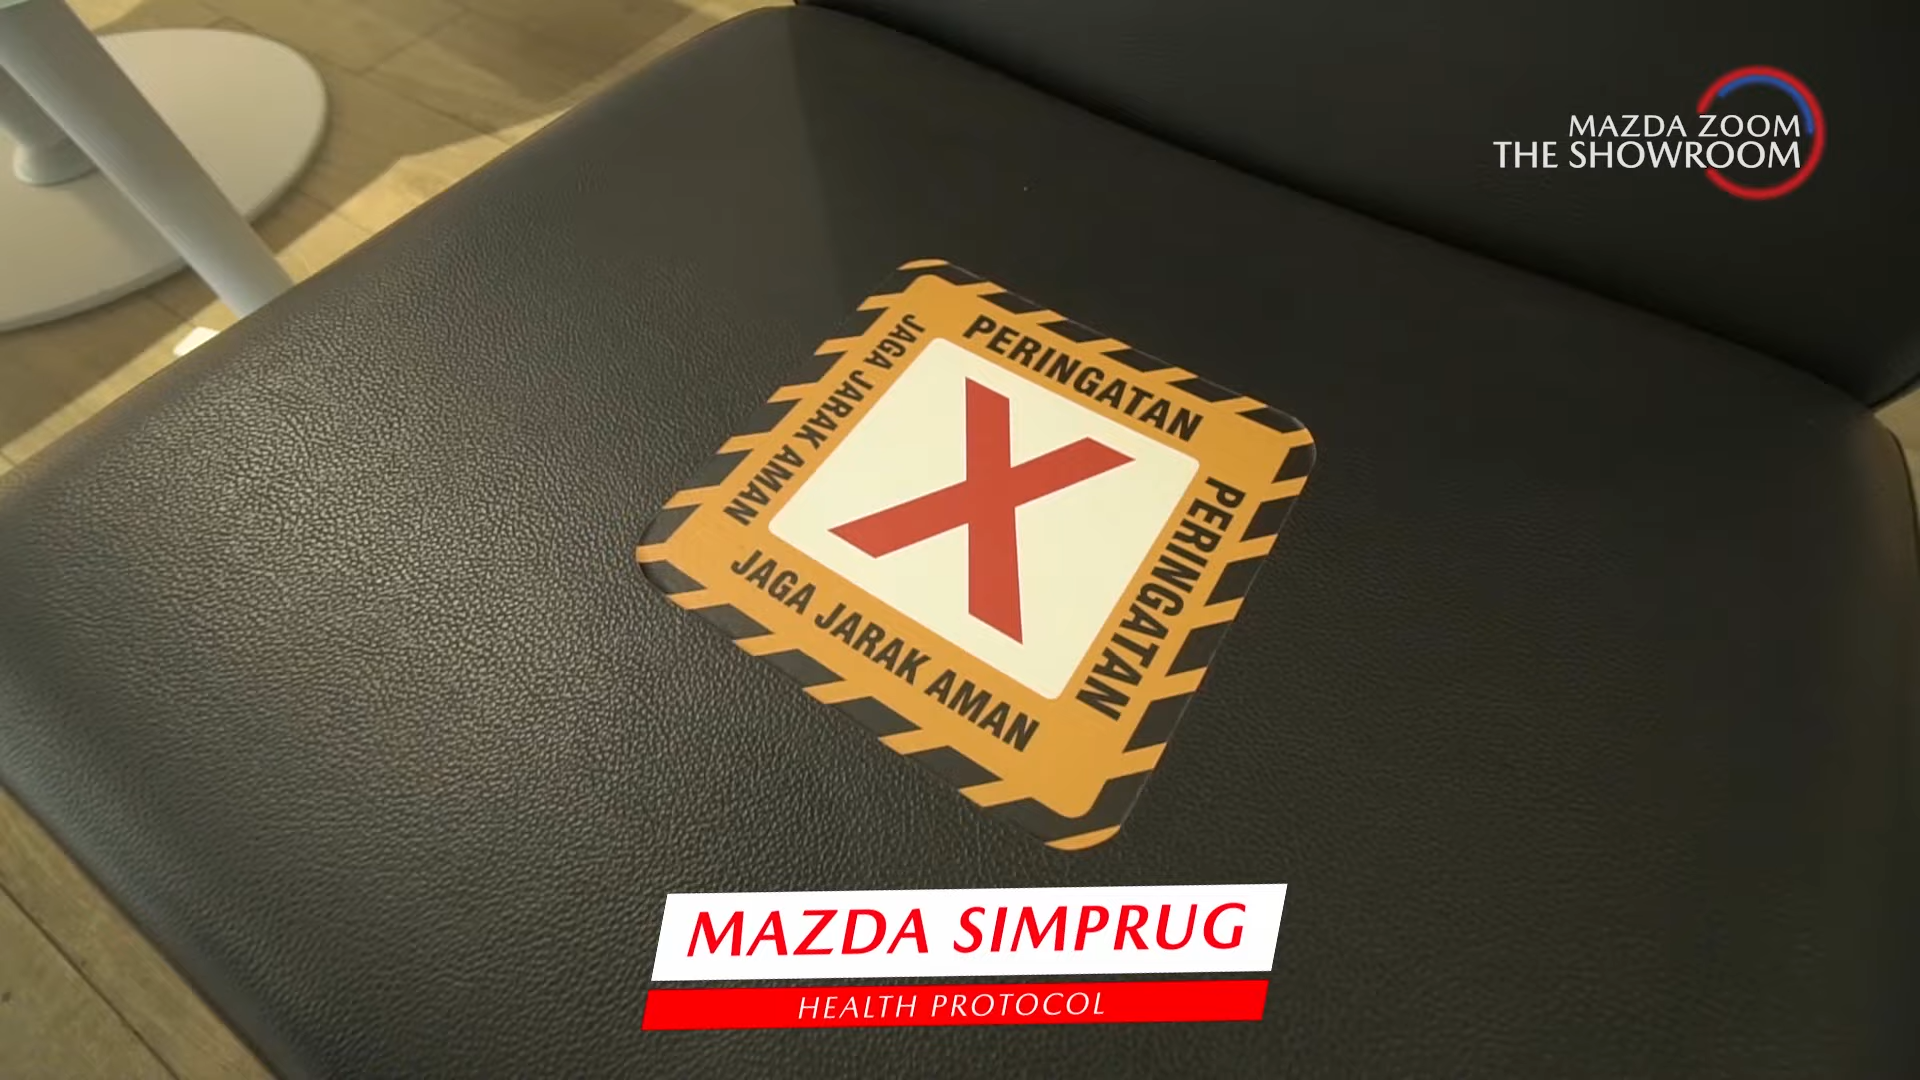 MAZDA ZOOM
THE SHOWROOM
PERINGATAN
JAGA JARAK AMAN
X
PERINGATAN
JAGA JARAK AMAN
MAZDA SIMPRUG
HEALTH PROTOCOL